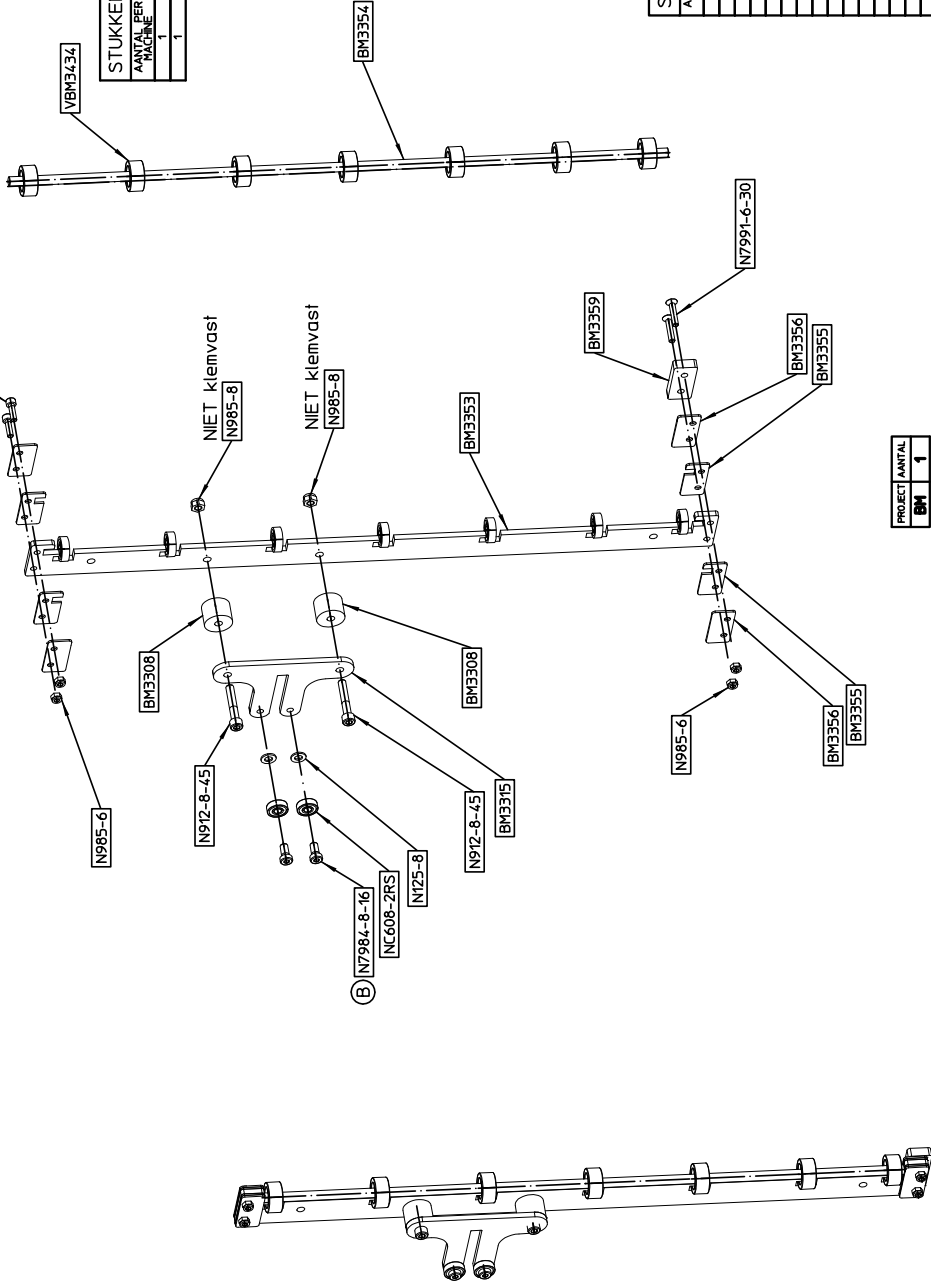 STUKKE
AANTAL PER
MACHINE
1
1
S
A
VBM3434
BM3354
N7991-6-30
BM3359
BM3356
BM3355
NIET klemvast
N985-8
NIET klemvast
N985-8
BM3353
BM3308
BM3308
N985-6
N912-8-45
N912-8-45
BM3315
N125-8
NC608-2RS
B N7984-8-16
N985-6
BM3356
BM3355
PROJECT AANTAL
BM 1